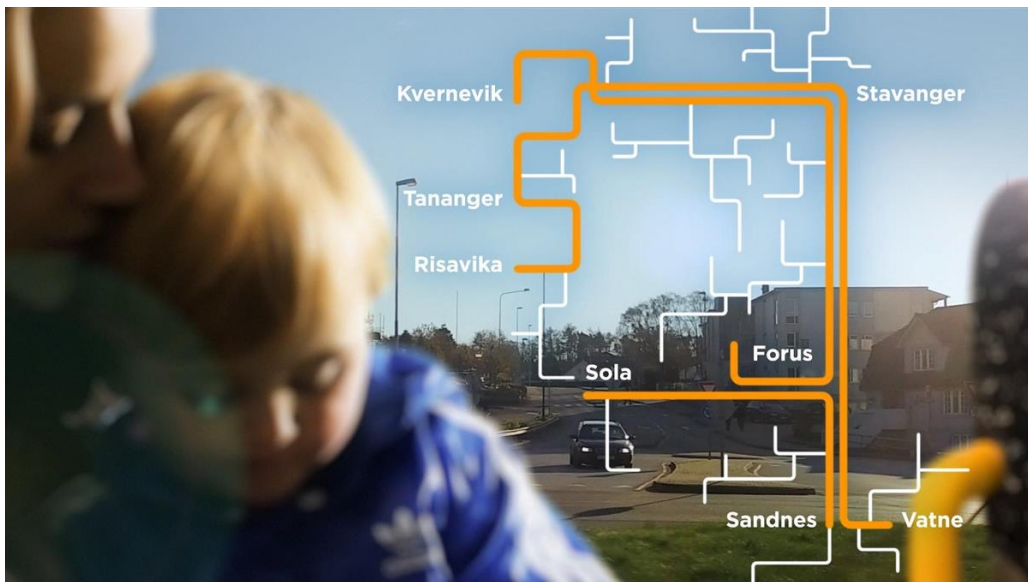 Kvernevik
Stavanger
Tananger
Risavika
Forus
Sola
Sandnes
Vatne